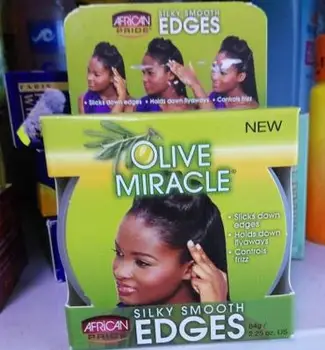 AFRICAN
PRIDE
SILKY SMOOTH
EDGES
• Slicks down edges • Holds down flyaways • Controls frizz
NEW
OLIVE
MIRACLE
• Slicks down
edges
• Holds down
flyaways
• Controls
frizz
SILKY SMOOTH
AFRICAN
PRIDE
EDGES
64g /
2.25 oz. US